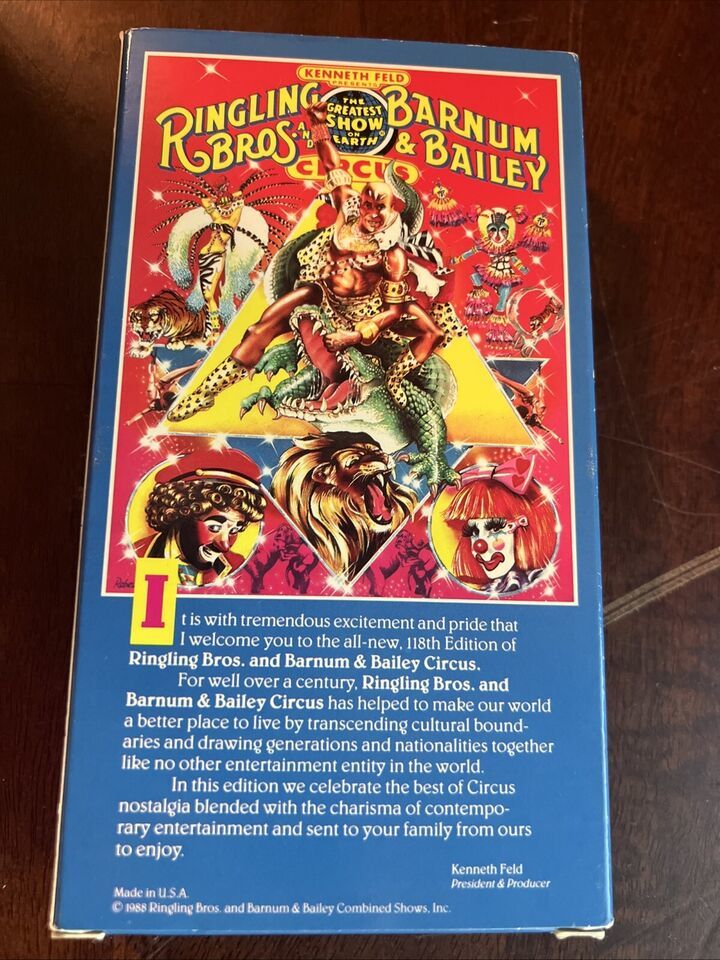 KENNETH FELD
PRESENTS
RINGLING BROS. AND BARNUM & BAILEY
THE
GREATEST
SHOW
ON
EARTH
CIRCUS
It is with tremendous excitement and pride that
I welcome you to the all-new, 118th Edition of
Ringling Bros. and Barnum & Bailey Circus.
For well over a century, Ringling Bros. and
Barnum & Bailey Circus has helped to make our world
a better place to live by transcending cultural bound-
aries and drawing generations and nationalities together
like no other entertainment entity in the world.
In this edition we celebrate the best of Circus
nostalgia blended with the charisma of contempo-
rary entertainment and sent to your family from ours
to enjoy.
Kenneth Feld
President & Producer
Made in U.S.A.
© 1988 Ringling Bros. and Barnum & Bailey Combined Shows, Inc.